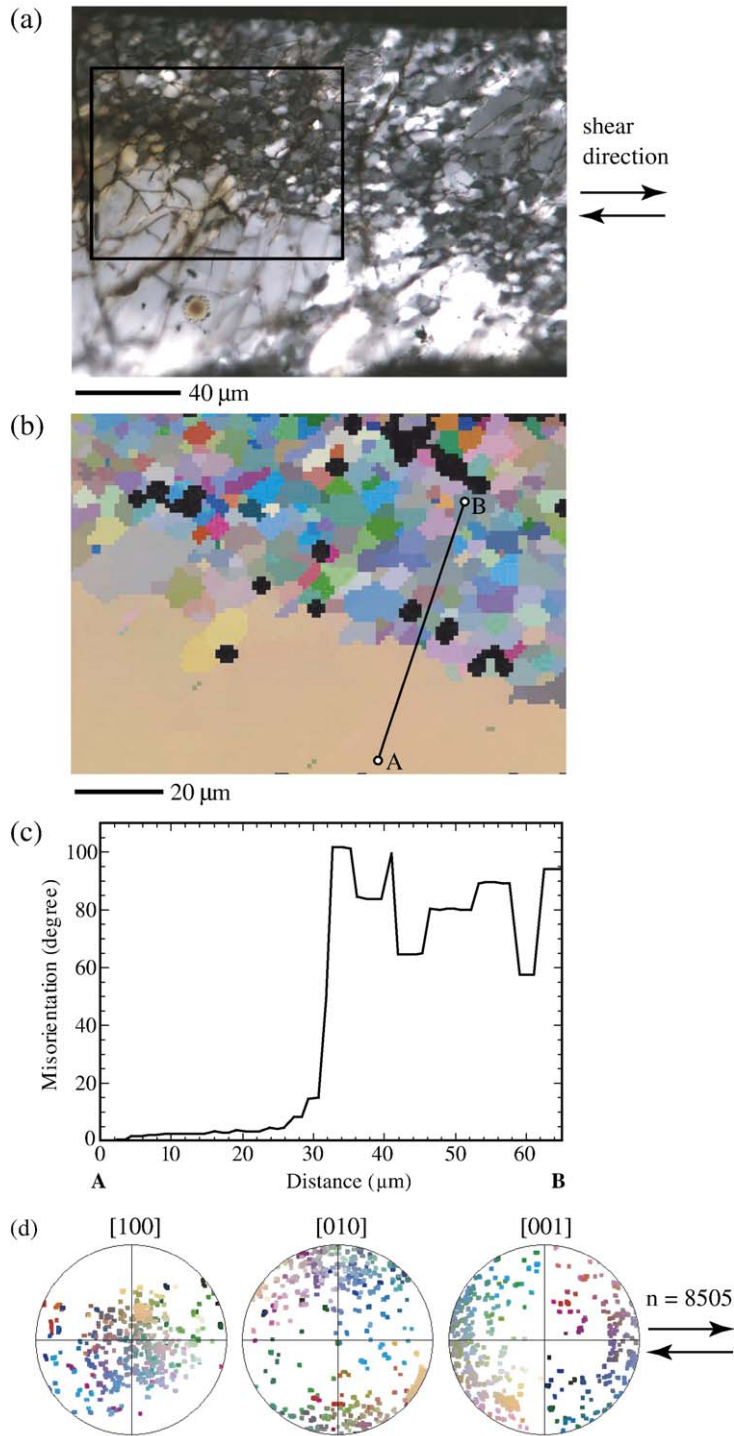 (a)
shear
direction
40 μm
(b)
B
A
20 μm
(c)
Misorientation (degree)
100
80
60
40
20
0
0 10 20 30 40 50 60
A Distance (μm) B
(d)
[100] [010] [001]
n = 8505